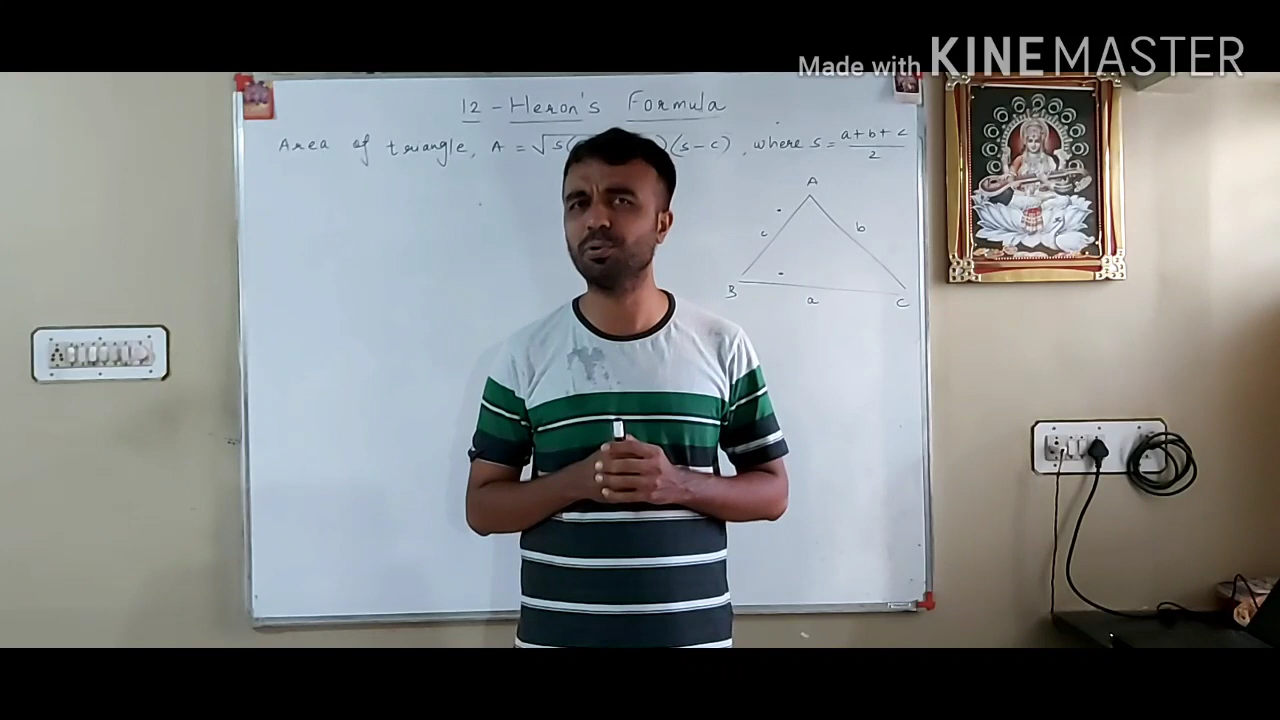 Made with KINEMASTER
12 - Heron's Formula
Area of triangle, A = √s( )(s-c), where s = a+b+c
2
A
c b
B a C